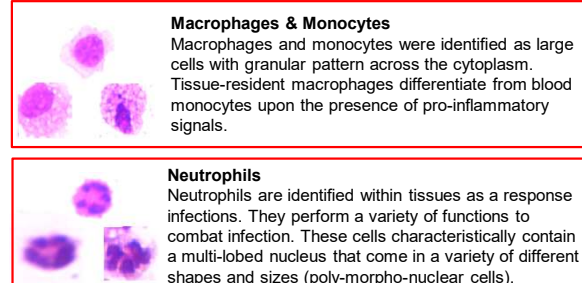 Macrophages & Monocytes
Macrophages and monocytes were identified as large
cells with granular pattern across the cytoplasm.
Tissue-resident macrophages differentiate from blood
monocytes upon the presence of pro-inflammatory
signals.
Neutrophils
Neutrophils are identified within tissues as a response
infections. They perform a variety of functions to
combat infection. These cells characteristically contain
a multi-lobed nucleus that come in a variety of different
shapes and sizes (poly-morpho-nuclear cells).